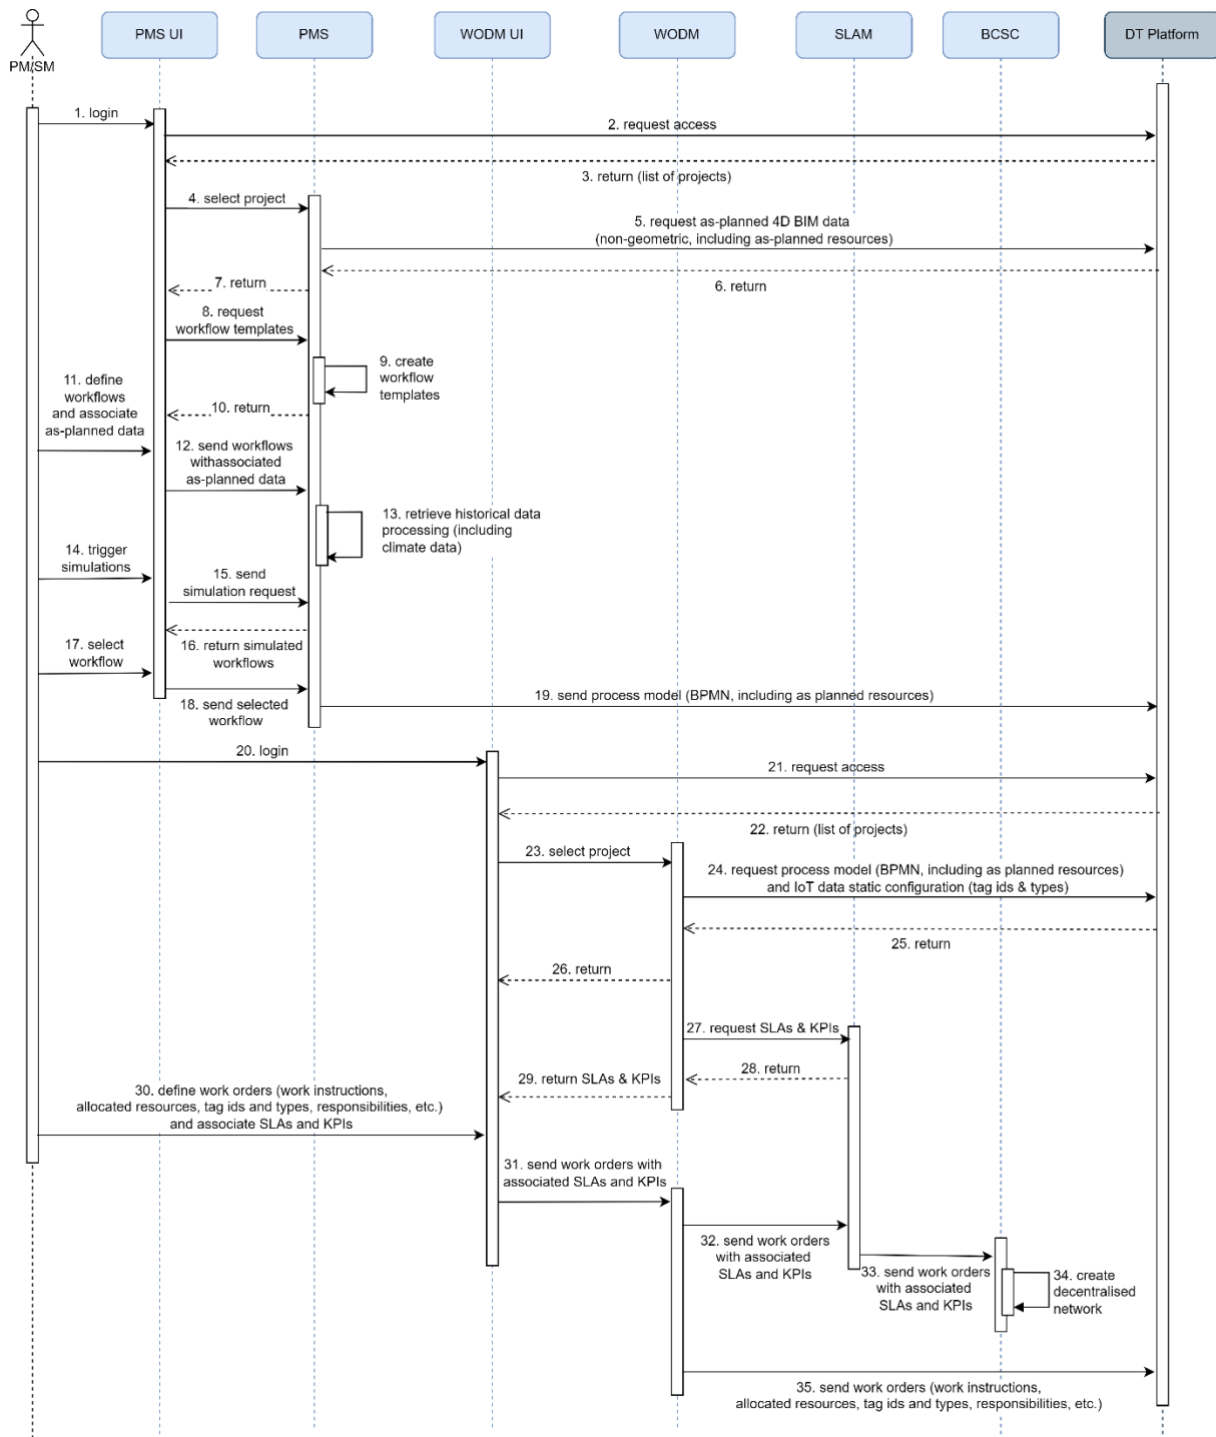 PM/SM
PMS UI
PMS
WODM UI
WODM
SLAM
BCSC
DT Platform
1. login
2. request access
3. return (list of projects)
4. select project
5. request as-planned 4D BIM data
(non-geometric, including as-planned resources)
6. return
7. return
8. request
workflow templates
9. create
workflow
templates
10. return
11. define
workflows
and associate
as-planned data
12. send workflows
withassociated
as-planned data
13. retrieve historical data
processing (including
climate data)
14. trigger
simulations
15. send
simulation request
16. return simulated
workflows
17. select
workflow
18. send selected
workflow
19. send process model (BPMN, including as planned resources)
20. login
21. request access
22. return (list of projects)
23. select project
24. request process model (BPMN, including as planned resources)
and IoT data static configuration (tag ids & types)
25. return
26. return
27. request SLAs & KPIs
28. return
29. return SLAs & KPIs
30. define work orders (work instructions,
allocated resources, tag ids and types, responsibilities, etc.)
and associate SLAs and KPIs
31. send work orders with
associated SLAs and KPIs
32. send work orders
with associated
SLAs and KPIs
33. send work orders
with associated
SLAs and KPIs
34. create
decentralised
network
35. send work orders (work instructions,
allocated resources, tag ids and types, responsibilities, etc.)